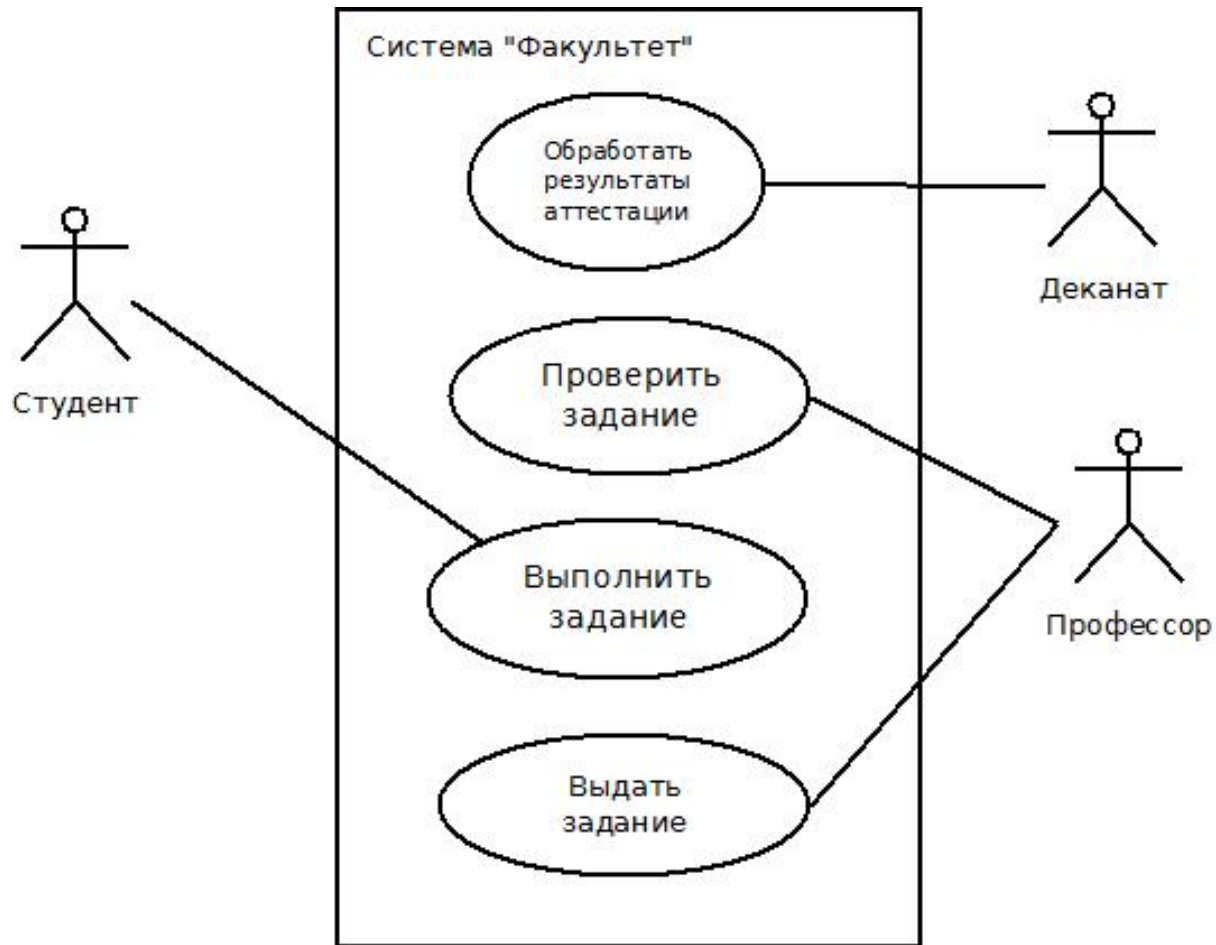 Система "Факультет"
Обработать
результаты
аттестации
Деканат
Студент
Проверить
задание
Выполнить
задание
Профессор
Выдать
задание